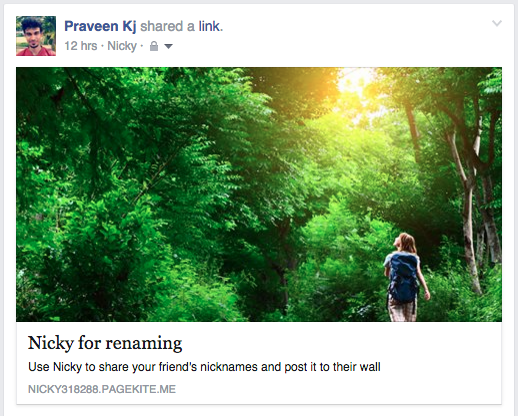 Praveen Kj shared a link.
12 hrs · Nicky ·
Nicky for renaming
Use Nicky to share your friend's nicknames and post it to their wall
NICKY318288.PAGEKITE.ME